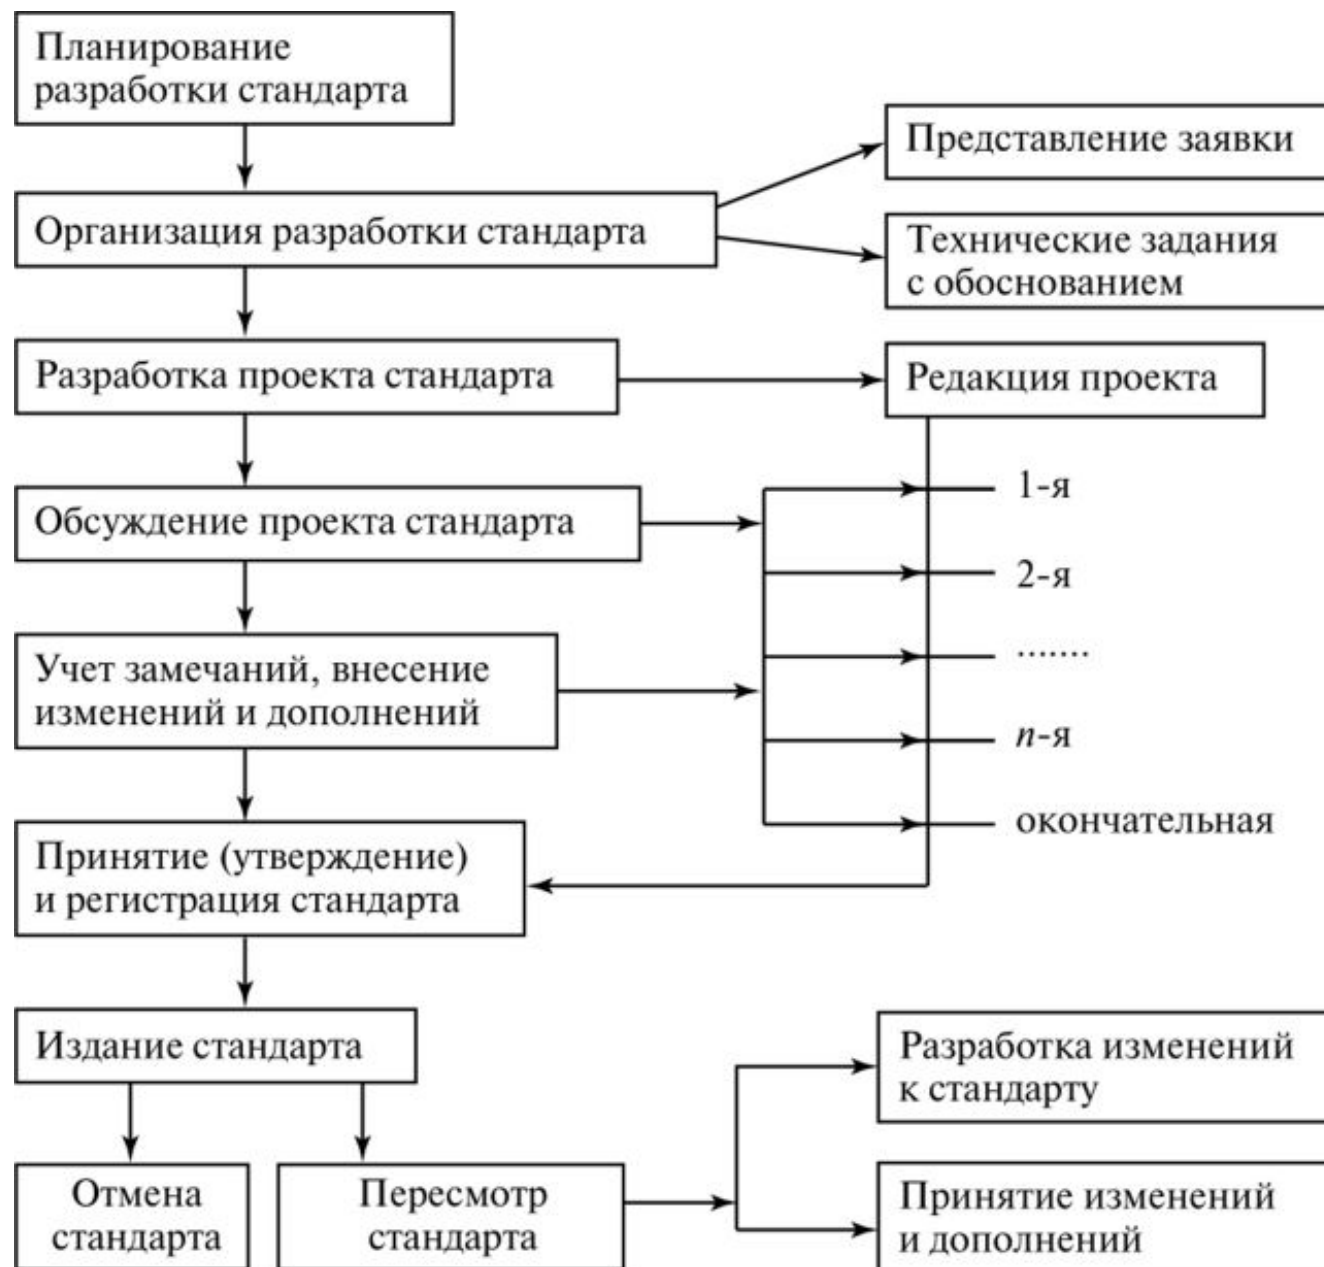 Планирование
разработки стандарта
Представление заявки
Организация разработки стандарта
Технические задания
с обоснованием
Разработка проекта стандарта
Редакция проекта
1-я
Обсуждение проекта стандарта
2-я
.......
Учет замечаний, внесение
изменений и дополнений
n-я
окончательная
Принятие (утверждение)
и регистрация стандарта
Издание стандарта
Разработка изменений
к стандарту
Отмена
стандарта
Пересмотр
стандарта
Принятие изменений
и дополнений